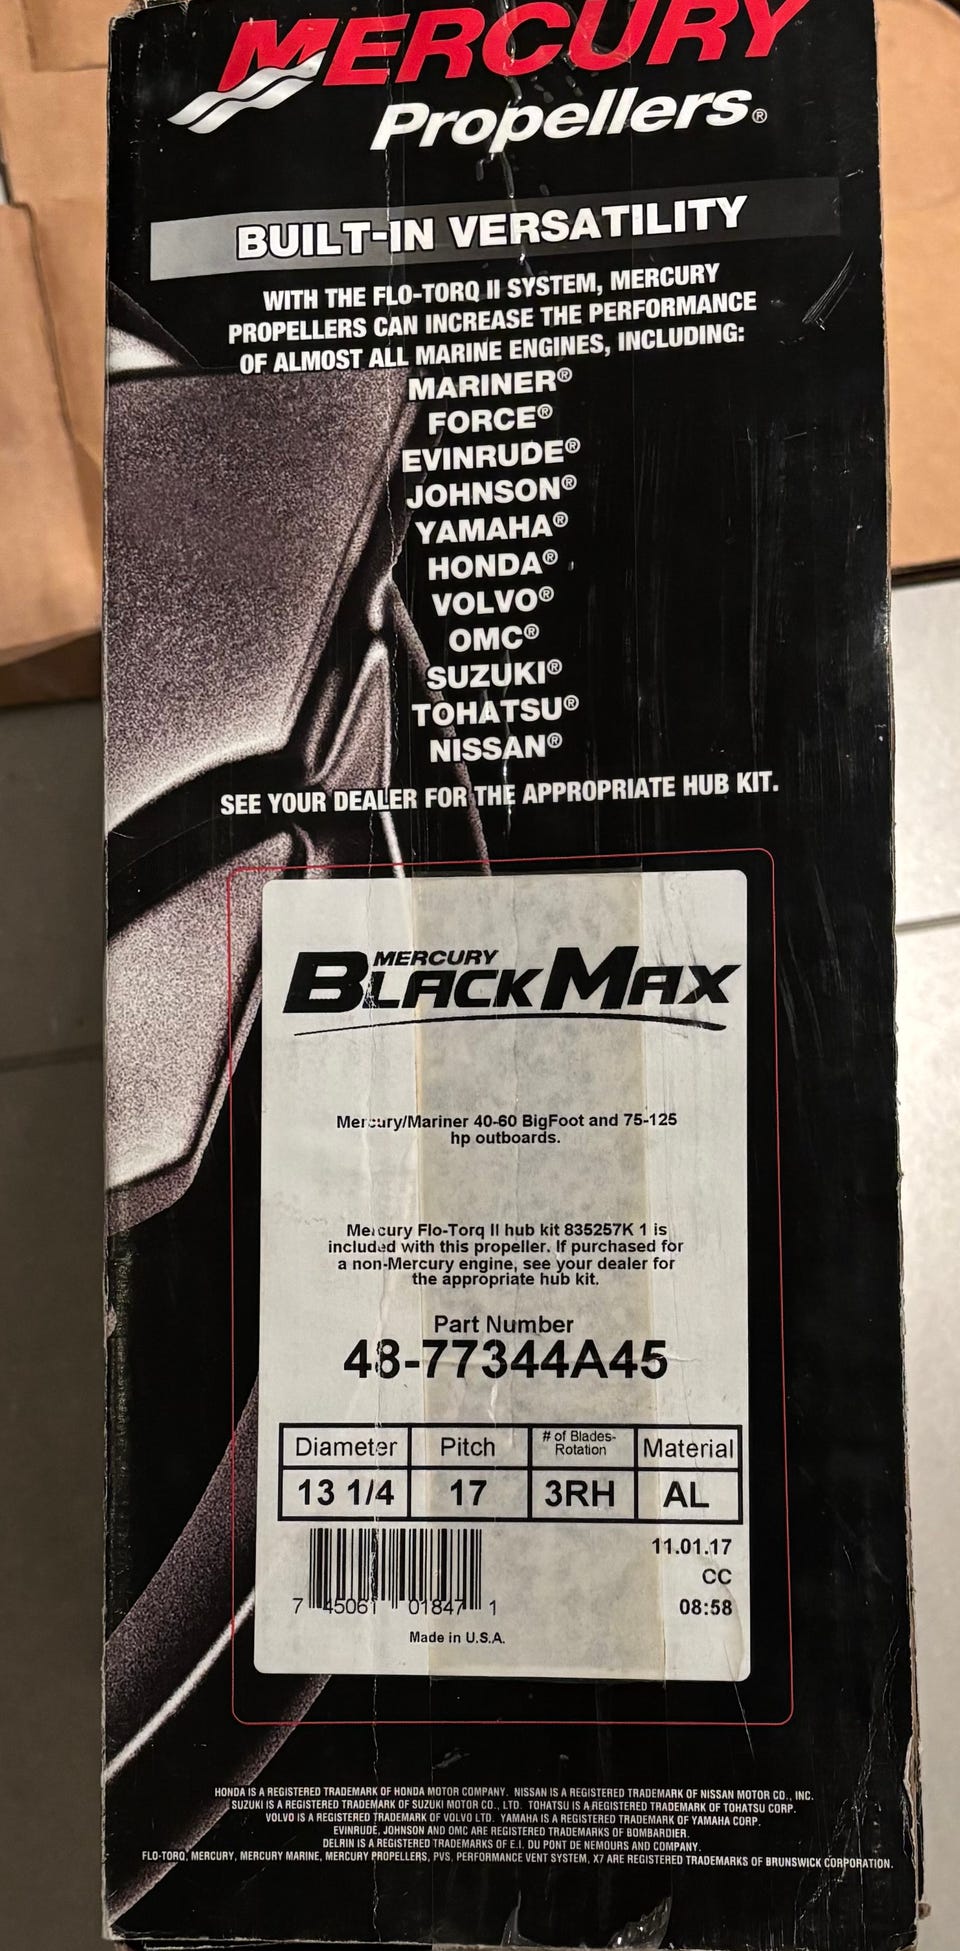 MERCURY
Propellers®
BUILT-IN VERSATILITY
WITH THE FLO-TORQ II SYSTEM, MERCURY
PROPELLERS CAN INCREASE THE PERFORMANCE
OF ALMOST ALL MARINE ENGINES, INCLUDING:
MARINER®
FORCE®
EVINRUDE®
JOHNSON®
YAMAHA®
HONDA®
VOLVO®
OMC®
SUZUKI®
TOHATSU®
NISSAN®
SEE YOUR DEALER FOR THE APPROPRIATE HUB KIT.
MERCURY
BLACK MAX
Mercury/Mariner 40-60 BigFoot and 75-125
hp outboards.
Mercury Flo-Torq II hub kit 835257K 1 is
included with this propeller. If purchased for
a non-Mercury engine, see your dealer for
the appropriate hub kit.
Part Number
48-77344A45
Diameter Pitch # of Blades-Rotation Material
13 1/4 17 3RH AL
11.01.17
CC
08:58
7 45061 01847 1
Made in U.S.A.
HONDA IS A REGISTERED TRADEMARK OF HONDA MOTOR COMPANY. NISSAN IS A REGISTERED TRADEMARK OF NISSAN MOTOR CO., INC.
SUZUKI IS A REGISTERED TRADEMARK OF SUZUKI MOTOR CO., LTD. TOHATSU IS A REGISTERED TRADEMARK OF TOHATSU CORP.
VOLVO IS A REGISTERED TRADEMARK OF VOLVO LTD. YAMAHA IS A REGISTERED TRADEMARK OF YAMAHA CORP.
EVINRUDE, JOHNSON AND OMC ARE REGISTERED TRADEMARKS OF BOMBARDIER.
DELRIN IS A REGISTERED TRADEMARKS OF E.I. DU PONT DE NEMOURS AND COMPANY.
FLO-TORQ, MERCURY, MERCURY MARINE, MERCURY PROPELLERS, PVS, PERFORMANCE VENT SYSTEM, X7 ARE REGISTERED TRADEMARKS OF BRUNSWICK CORPORATION.